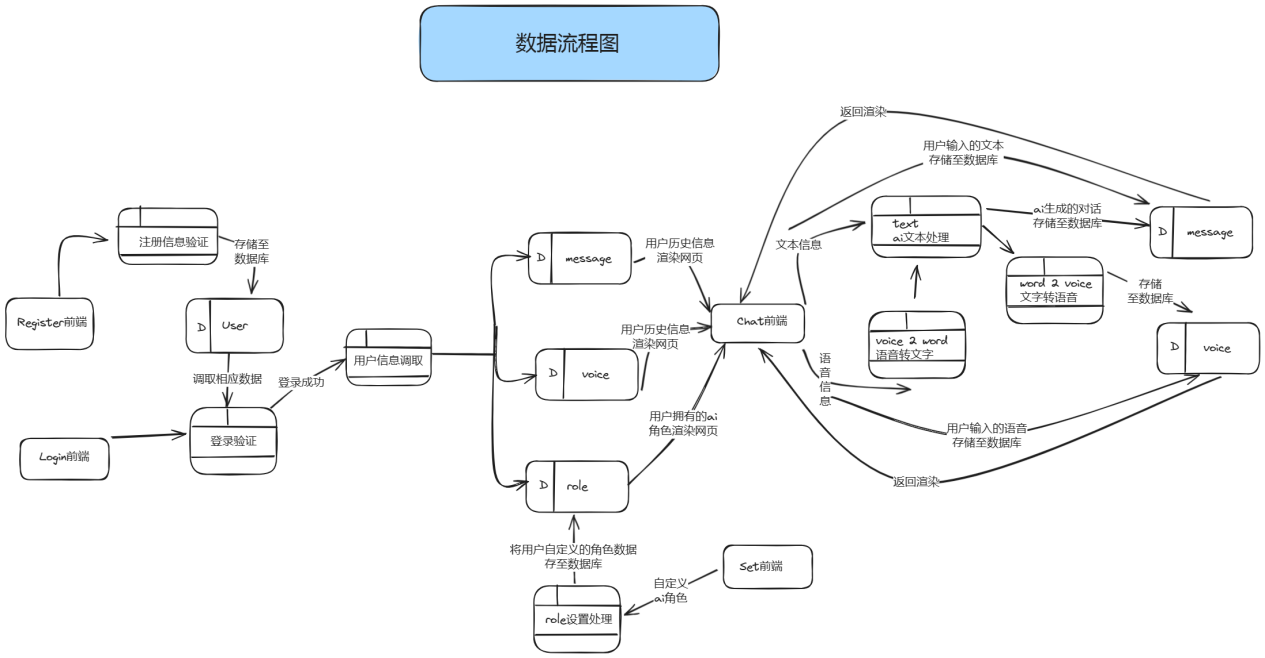 数据流程图
返回渲染
用户输入的文本
存储至数据库
注册信息验证
存储至
数据库
Register前端
D
User
调取相应数据
登录成功
登录验证
Login前端
用户信息调取
D
message
用户历史信息
渲染网页
D
voice
用户历史信息
渲染网页
D
role
用户拥有的ai
角色渲染网页
将用户自定义的角色数据
存至数据库
role设置处理
自定义
ai角色
Set前端
Chat前端
文本信息
text
ai文本处理
ai生成的对话
存储至数据库
D
message
word 2 voice
文字转语音
存储
至数据库
voice 2 word
语音转文字
语
音
信
息
D
voice
用户输入的语音
存储至数据库
返回渲染